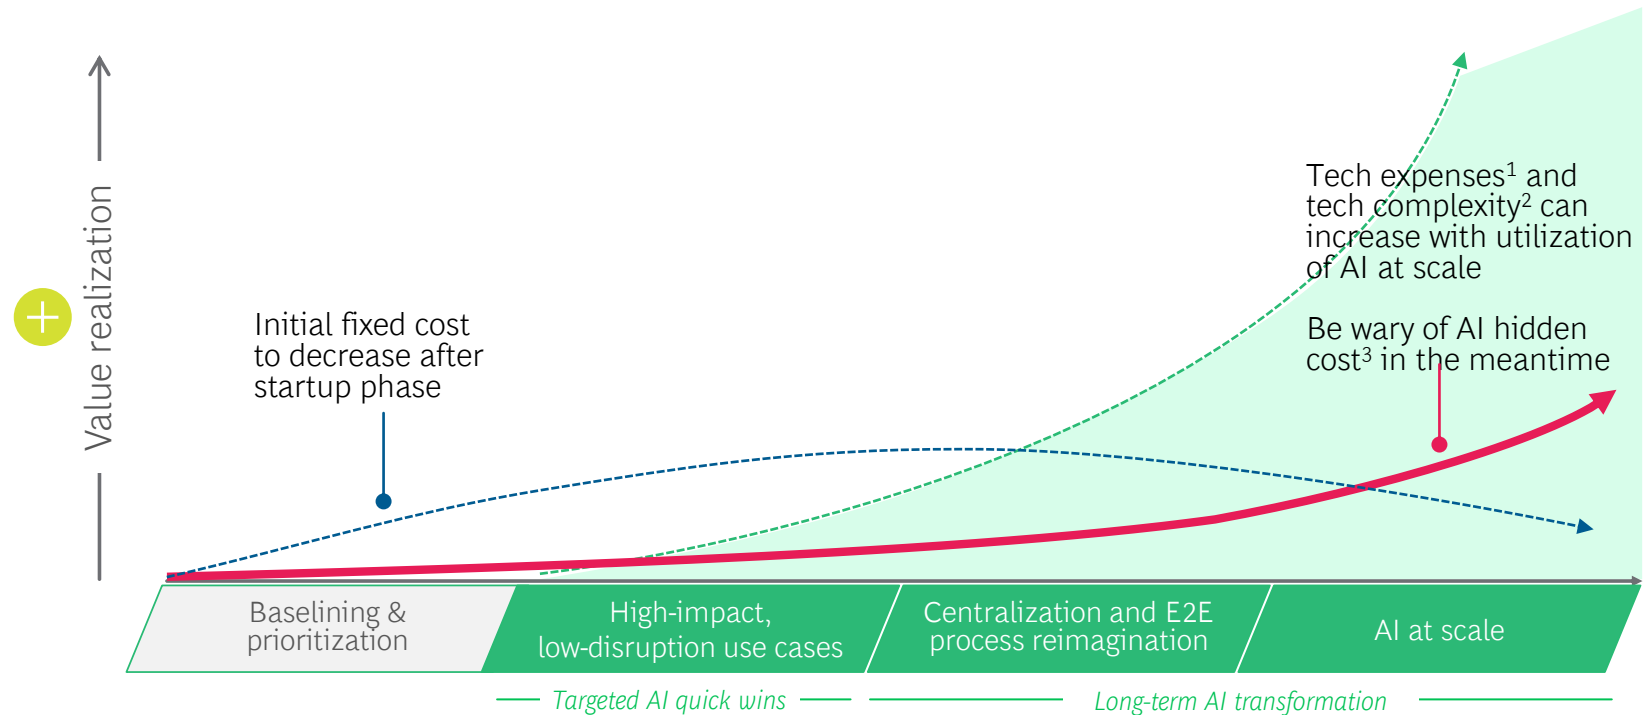 Value realization
Initial fixed cost
to decrease after
startup phase
Tech expenses¹ and
tech complexity² can
increase with utilization
of AI at scale
Be wary of AI hidden
cost³ in the meantime
Baselining &
prioritization
High-impact,
low-disruption use cases
Centralization and E2E
process reimagination
AI at scale
Targeted AI quick wins
Long-term AI transformation